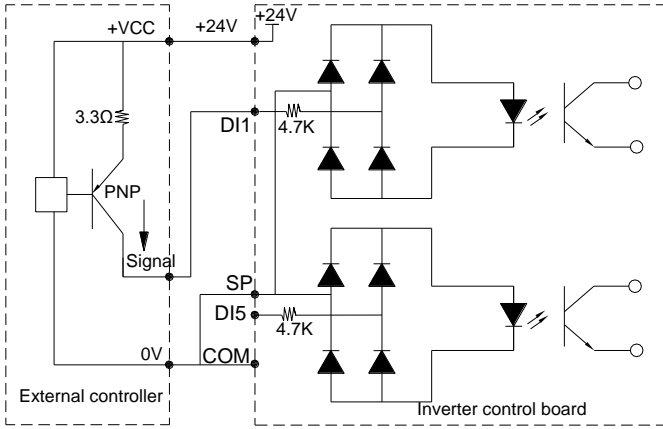 +VCC
+24V
+24V
3.3Ω
DI1
4.7K
PNP
Signal
SP
DI5
4.7K
0V
COM
External controller
Inverter control board